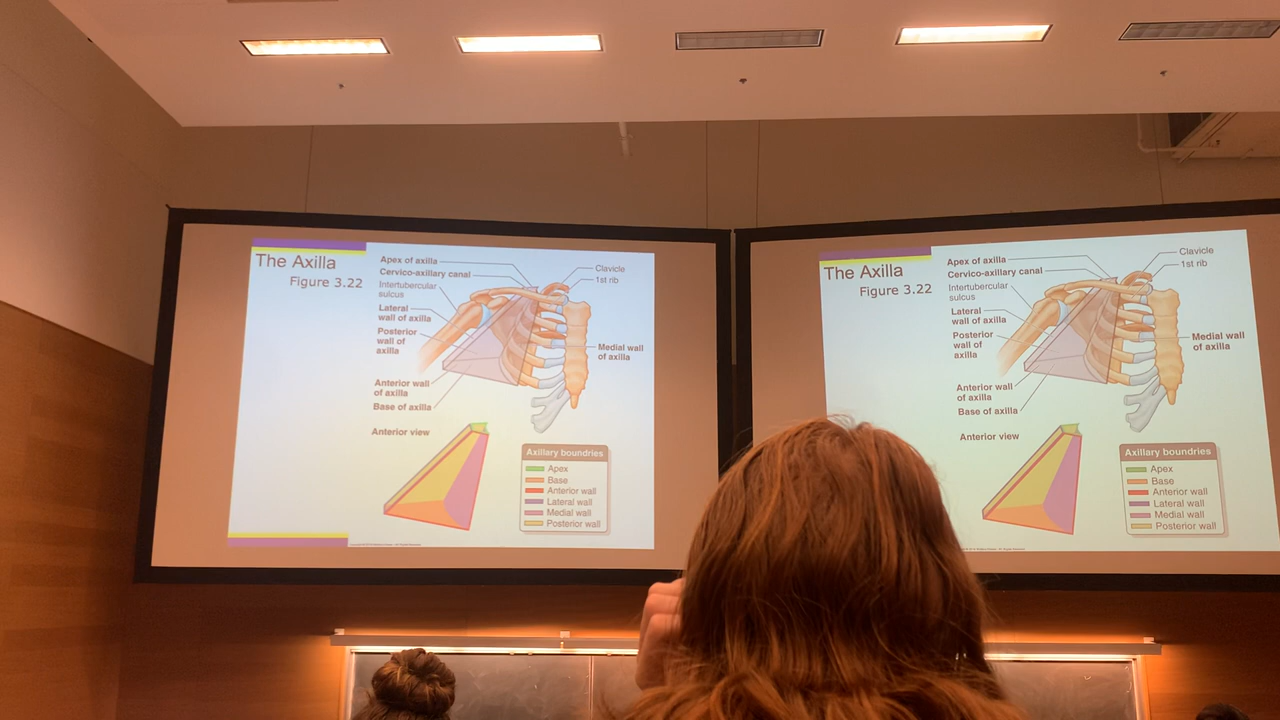 The Axilla
Figure 3.22
Apex of axilla
Cervico-axillary canal
Intertubercular
sulcus
Lateral
wall of axilla
Posterior
wall of
axilla
Anterior wall
of axilla
Base of axilla
Anterior view
Clavicle
1st rib
Medial wall
of axilla
Axillary boundries
Apex
Base
Anterior wall
Lateral wall
Medial wall
Posterior wall
The Axilla
Figure 3.22
Apex of axilla
Cervico-axillary canal
Intertubercular
sulcus
Lateral
wall of axilla
Posterior
wall of
axilla
Anterior wall
of axilla
Base of axilla
Anterior view
Clavicle
1st rib
Medial wall
of axilla
Axillary boundries
Apex
Base
Anterior wall
Lateral wall
Medial wall
Posterior wall